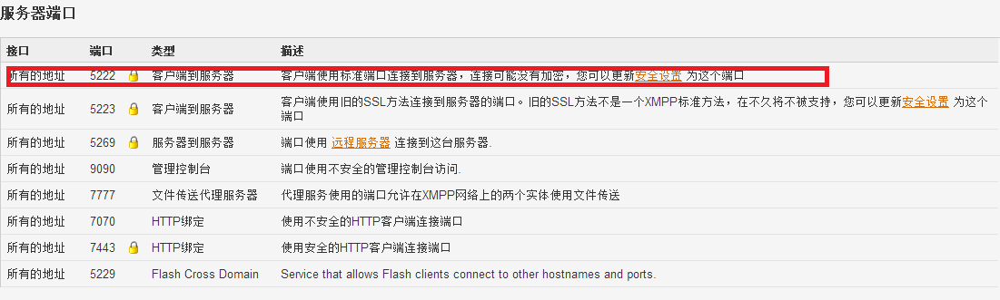 服务器端口
接口 端口 类型 描述
所有的地址 5222 客户端到服务器 客户端使用标准端口连接到服务器，连接可能没有加密，您可以更新安全设置 为这个端口
所有的地址 5223 客户端到服务器 客户端使用旧的SSL方法连接到服务器的端口。旧的SSL方法不是一个XMPP标准方法，在不久将不被支持，您可以更新安全设置 为这个
端口
所有的地址 5269 服务器到服务器 端口使用 远程服务器 连接到这台服务器.
所有的地址 9090 管理控制台 端口使用不安全的管理控制台访问.
所有的地址 7777 文件传送代理服务器 代理服务使用的端口允许在XMPP网络上的两个实体使用文件传送
所有的地址 7070 HTTP绑定 使用不安全的HTTP客户端连接端口
所有的地址 7443 HTTP绑定 使用安全的HTTP客户端连接端口
所有的地址 5229 Flash Cross Domain Service that allows Flash clients connect to other hostnames and ports.